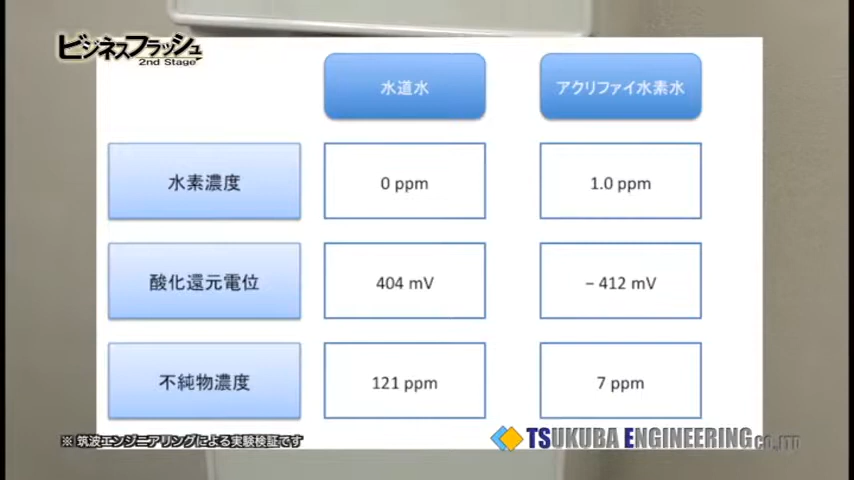 ビジネスフラッシュ
2nd Stage
水道水 アクリファイ水素水
水素濃度 0 ppm 1.0 ppm
酸化還元電位 404 mV − 412 mV
不純物濃度 121 ppm 7 ppm
※ 筑波エンジニアリングによる実験検証です
TSUKUBA ENGINEERING CO.,LTD